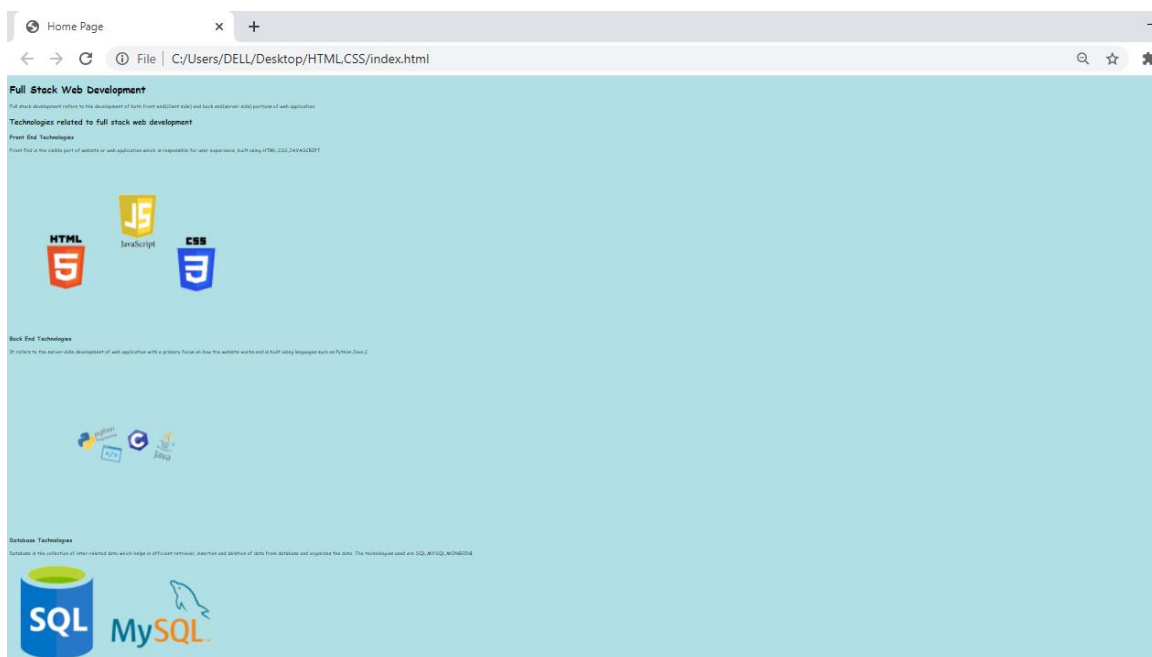 Home Page
File | C:/Users/DELL/Desktop/HTML,CSS/index.html
Full Stack Web Development
Full stack development refers to the development of both front end(client side) and back end(server side) portions of web application
Technologies related to full stack web development
Front End Technologies
Front End is the visible part of website or web application which is responsible for user experience, built using HTML,CSS,JAVASCRIPT
JS
JavaScript
HTML
5
CSS
3
Back End Technologies
It refers to the server-side development of web application with a primary focus on how the website works and is built using languages such as Python,Java,C
python
</>
C
Java
Database Technologies
Database is the collection of inter-related data which helps in efficient retrieval, insertion and deletion of data from database and organizes the data. The technologies used are SQL,MYSQL,MONGODB
SQL
MySQL